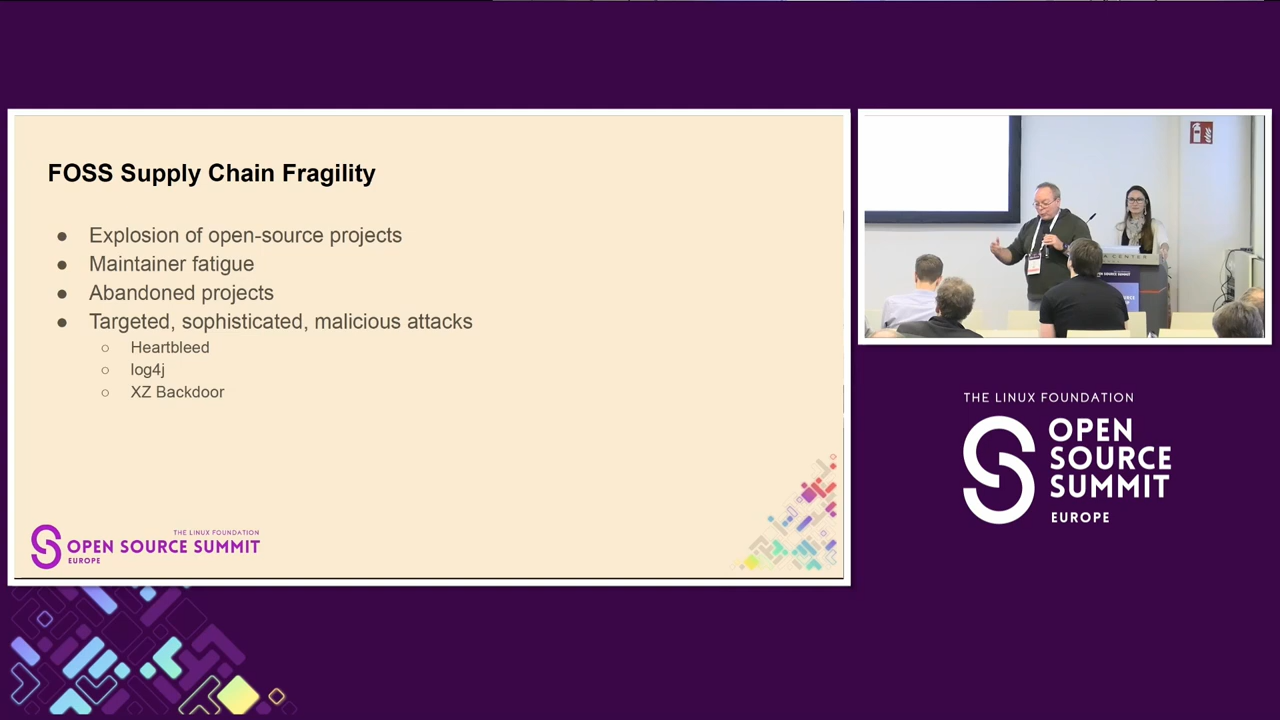 FOSS Supply Chain Fragility
● Explosion of open-source projects
● Maintainer fatigue
● Abandoned projects
● Targeted, sophisticated, malicious attacks
○ Heartbleed
○ log4j
○ XZ Backdoor
THE LINUX FOUNDATION
OPEN SOURCE SUMMIT
EUROPE
THE LINUX FOUNDATION
OPEN
SOURCE
SUMMIT
EUROPE